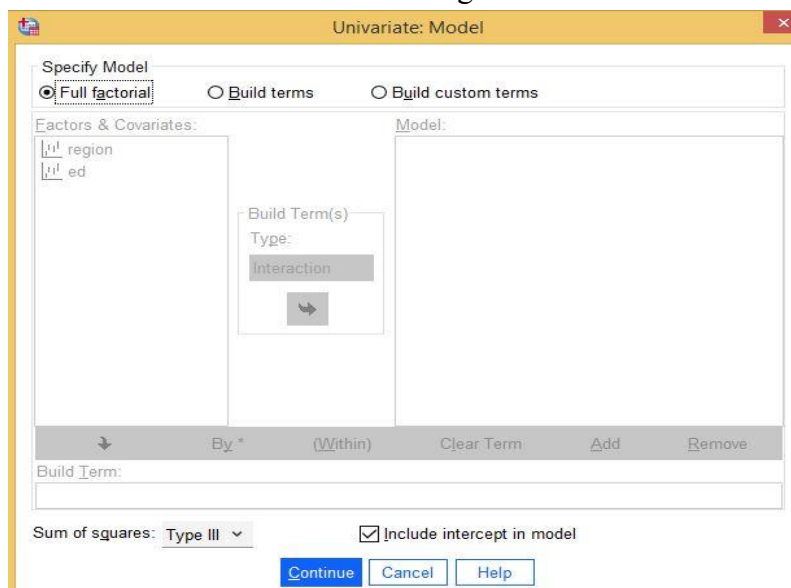 Univariate: Model
Specify Model
Full factorial Build terms Build custom terms
Factors & Covariates: Model:
region
ed
Build Term(s)
Type:
Interaction
By * (Within) Clear Term Add Remove
Build Term:
Sum of squares: Type III Include intercept in model
Continue Cancel Help